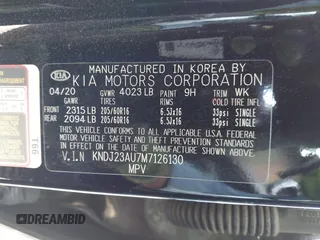 MANUFACTURED IN KOREA BY
KIA KIA MOTORS CORPORATION
04/20 GVWR 4023 LB PAINT 9H TRIM WK
GAWR TIRES RIMS COLD TIRE INFL
FRONT 2315 LB 205/60R16 6.5Jx16 33psi SINGLE
REAR 2094 LB 205/60R16 6.5Jx16 33psi SINGLE
THIS VEHICLE CONFORMS TO ALL APPLICABLE U.S. FEDERAL
MOTOR VEHICLE SAFETY AND THEFT PREVENTION STANDARDS
IN EFFECT ON THE DATE OF MANUFACTURE SHOWN ABOVE.
V.I.N KNDJ23AU7M7126130
MPV
DREAMBID